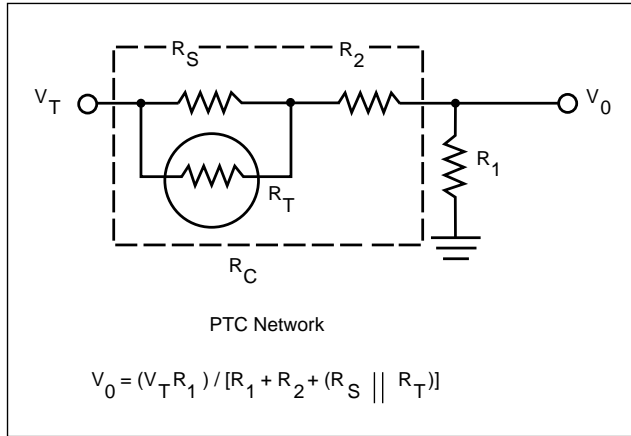 R_S
R_2
V_T
V_0
R_1
R_T
R_C
PTC Network
V_0 = (V_T R_1) / [R_1 + R_2 + (R_S || R_T)]